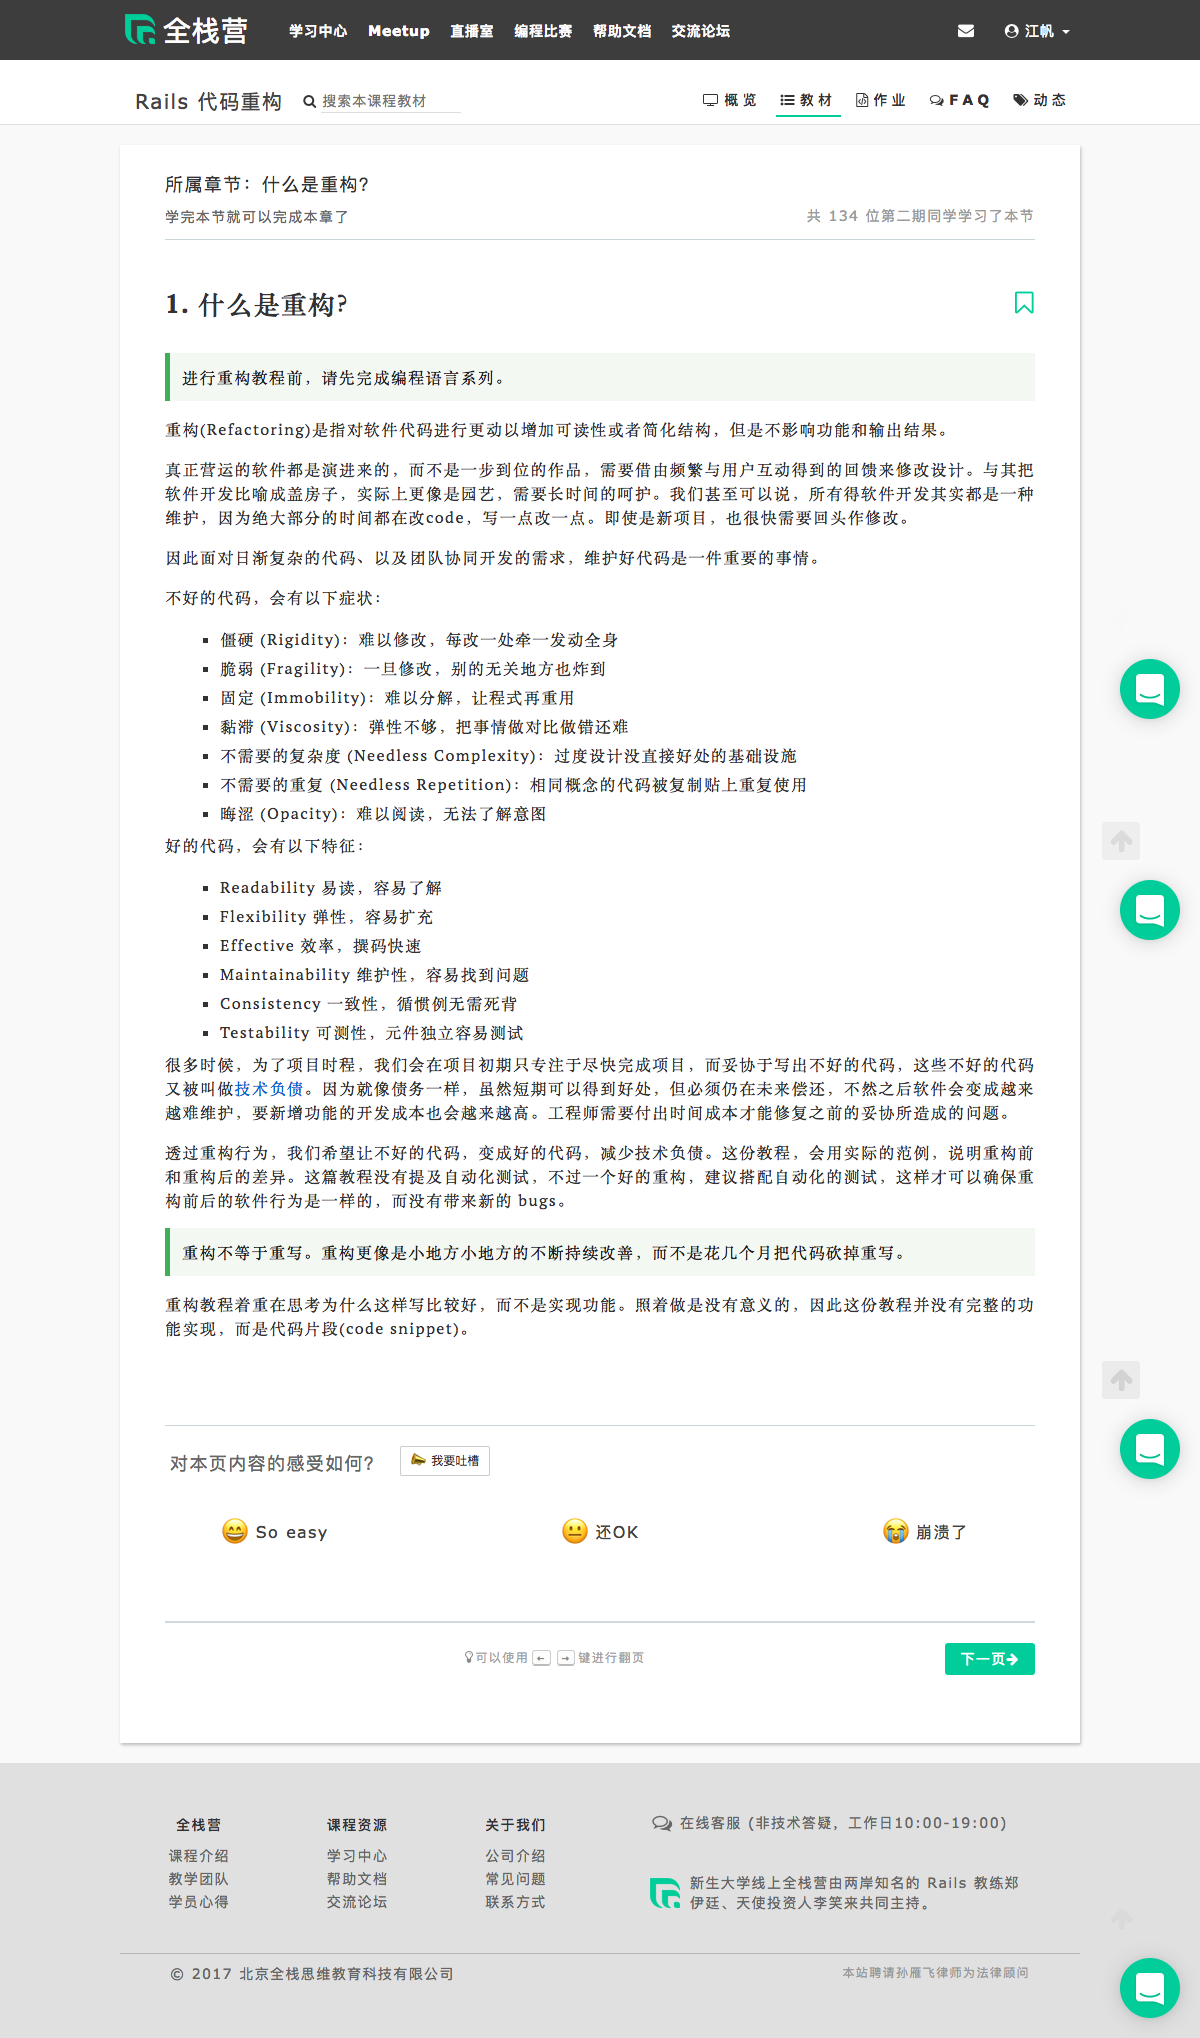 全栈营 学习中心 Meetup 直播室 编程比赛 帮助文档 交流论坛 江帆
Rails 代码重构 搜索本课程教材 概览 教材 作业 FAQ 动态
所属章节：什么是重构？
学完本节就可以完成本章了 共 134 位第二期同学学习了本节
1. 什么是重构?
进行重构教程前，请先完成编程语言系列。
重构(Refactoring)是指对软件代码进行更动以增加可读性或者简化结构，但是不影响功能和输出结果。
真正营运的软件都是演进来的，而不是一步到位的作品，需要借由频繁与用户互动得到的回馈来修改设计。与其把
软件开发比喻成盖房子，实际上更像是园艺，需要长时间的呵护。我们甚至可以说，所有得软件开发其实都是一种
维护，因为绝大部分的时间都在改code，写一点改一点。即使是新项目，也很快需要回头作修改。
因此面对日渐复杂的代码、以及团队协同开发的需求，维护好代码是一件重要的事情。
不好的代码，会有以下症状：
▪ 僵硬 (Rigidity)：难以修改，每改一处牵一发动全身
▪ 脆弱 (Fragility)：一旦修改，别的无关地方也炸到
▪ 固定 (Immobility)：难以分解，让程式再重用
▪ 黏滞 (Viscosity)：弹性不够，把事情做对比做错还难
▪ 不需要的复杂度 (Needless Complexity)：过度设计没直接好处的基础设施
▪ 不需要的重复 (Needless Repetition)：相同概念的代码被复制贴上重复使用
▪ 晦涩 (Opacity)：难以阅读，无法了解意图
好的代码，会有以下特征：
▪ Readability 易读，容易了解
▪ Flexibility 弹性，容易扩充
▪ Effective 效率，撰码快速
▪ Maintainability 维护性，容易找到问题
▪ Consistency 一致性，循惯例无需死背
▪ Testability 可测性，元件独立容易测试
很多时候，为了项目时程，我们会在项目初期只专注于尽快完成项目，而妥协于写出不好的代码，这些不好的代码
又被叫做技术负债。因为就像债务一样，虽然短期可以得到好处，但必须仍在未来偿还，不然之后软件会变成越来
越难维护，要新增功能的开发成本也会越来越高。工程师需要付出时间成本才能修复之前的妥协所造成的问题。
透过重构行为，我们希望让不好的代码，变成好的代码，减少技术负债。这份教程，会用实际的范例，说明重构前
和重构后的差异。这篇教程没有提及自动化测试，不过一个好的重构，建议搭配自动化的测试，这样才可以确保重
构前后的软件行为是一样的，而没有带来新的 bugs。
重构不等于重写。重构更像是小地方小地方的不断持续改善，而不是花几个月把代码砍掉重写。
重构教程着重在思考为什么这样写比较好，而不是实现功能。照着做是没有意义的，因此这份教程并没有完整的功
能实现，而是代码片段(code snippet)。
对本页内容的感受如何？ 我要吐槽
So easy 还OK 崩溃了
可以使用 ← → 键进行翻页 下一页
全栈营 课程资源 关于我们 在线客服 (非技术答疑，工作日10:00-19:00)
课程介绍 学习中心 公司介绍
教学团队 帮助文档 常见问题 新生大学线上全栈营由两岸知名的 Rails 教练郑
学员心得 交流论坛 联系方式 伊廷、天使投资人李笑来共同主持。
© 2017 北京全栈思维教育科技有限公司 本站聘请孙雁飞律师为法律顾问